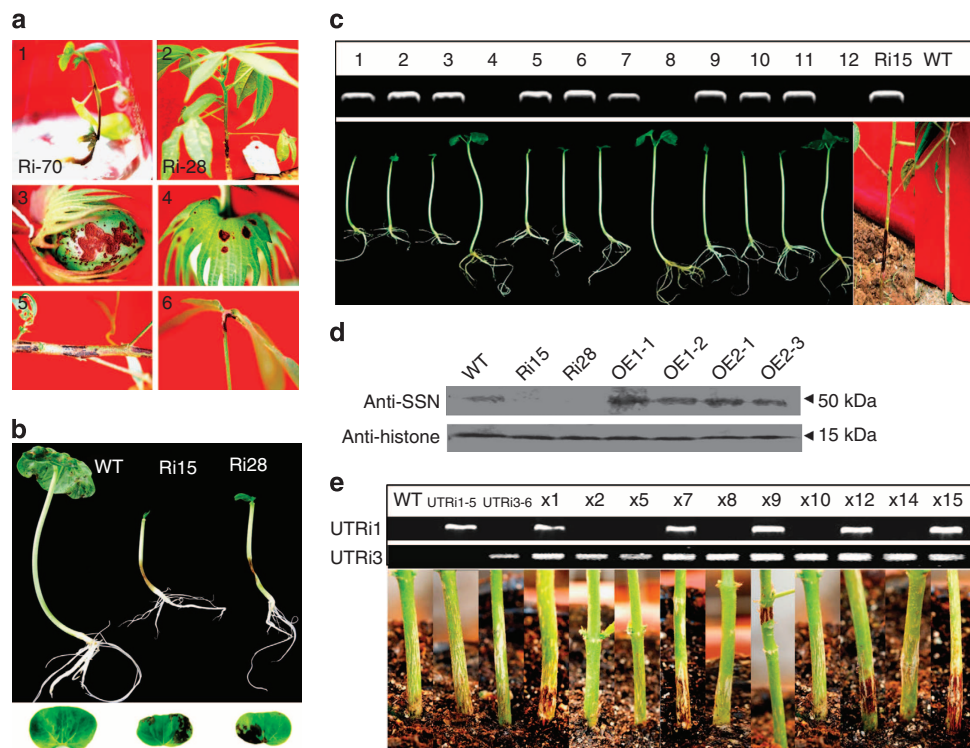 a
1
2
Ri-70
Ri-28
3
4
5
6
b
WT Ri15 Ri28
c
1 2 3 4 5 6 7 8 9 10 11 12 Ri15 WT
d
WT Ri15 Ri28 OE1-1 OE1-2 OE2-1 OE2-3
Anti-SSN 50 kDa
Anti-histone 15 kDa
e
WT UTRi1-5 UTRi3-6 x1 x2 x5 x7 x8 x9 x10 x12 x14 x15
UTRi1
UTRi3